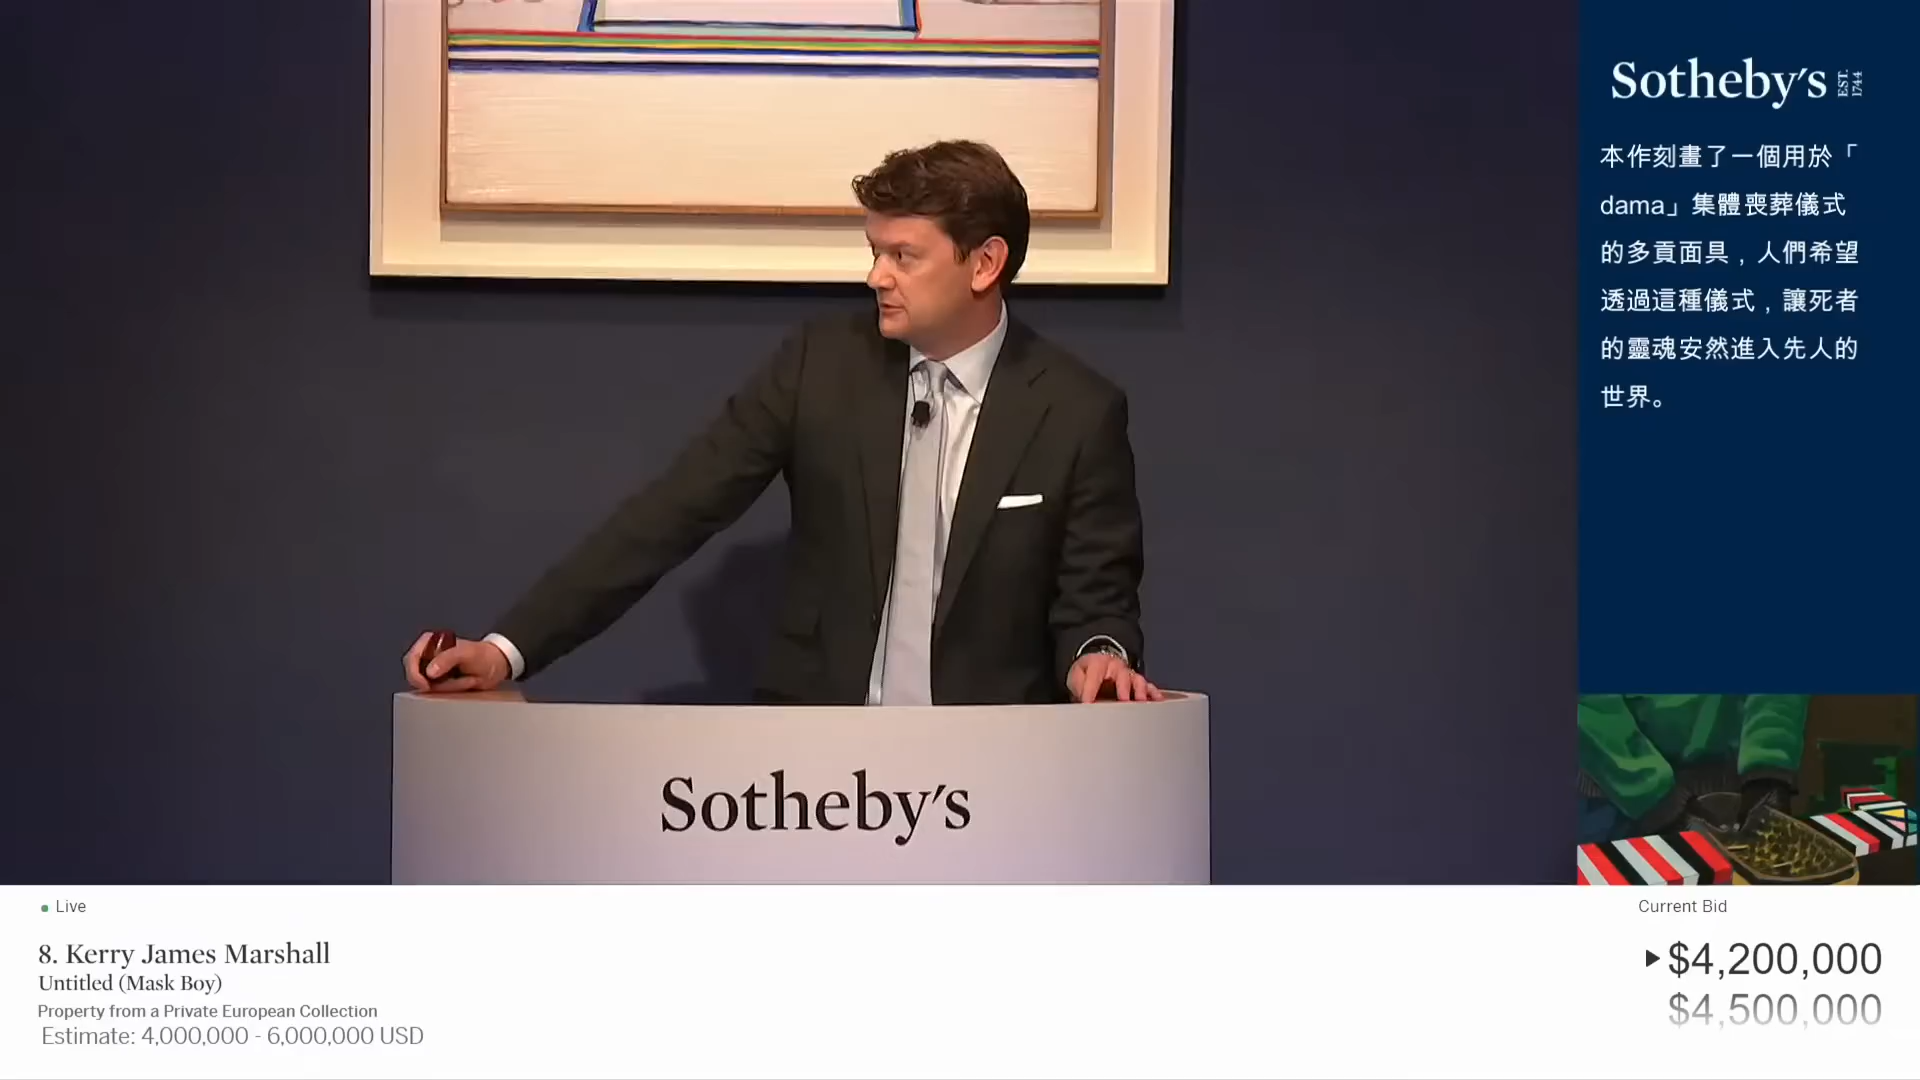 Sotheby's EST. 1744
本作刻畫了一個用於「
dama」集體喪葬儀式
的多貢面具，人們希望
透過這種儀式，讓死者
的靈魂安然進入先人的
世界。
Sotheby's
Live
8. Kerry James Marshall
Untitled (Mask Boy)
Property from a Private European Collection
Estimate: 4,000,000 - 6,000,000 USD
Current Bid
$4,200,000
$4,500,000